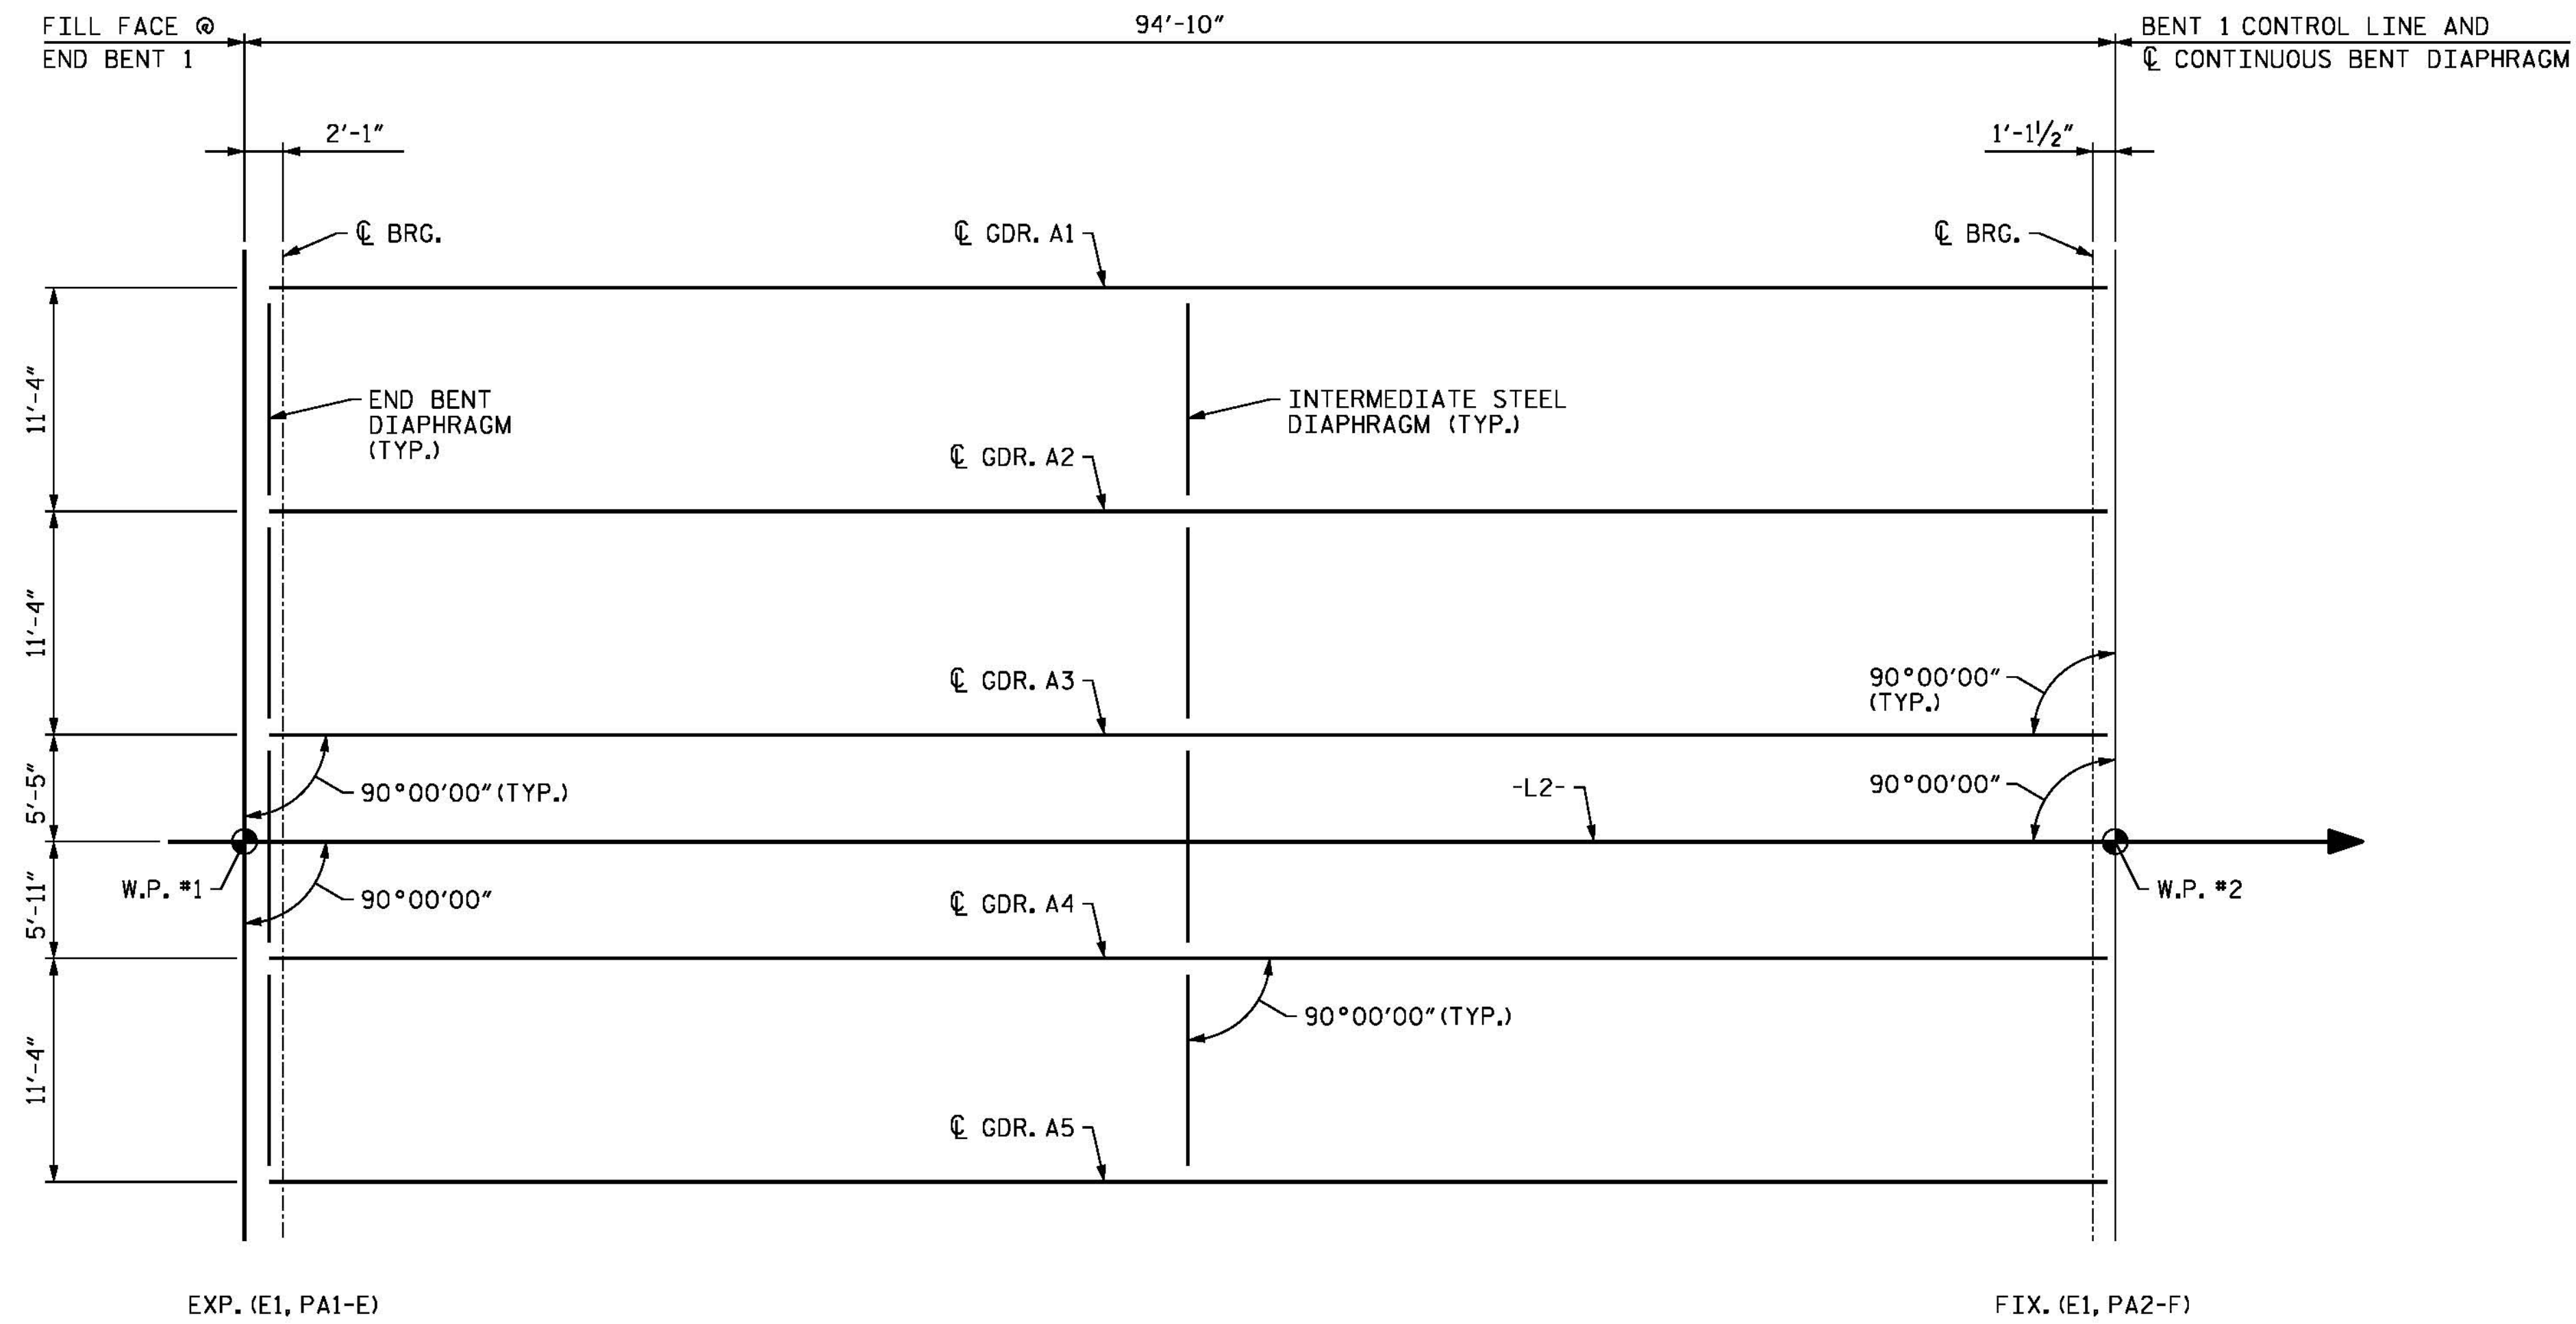 FILL FACE @
END BENT 1
94'-10"
BENT 1 CONTROL LINE AND
℄ CONTINUOUS BENT DIAPHRAGM
2'-1"
1'-1 1/2"
℄ BRG.
℄ GDR. A1
℄ BRG.
11'-4"
END BENT
DIAPHRAGM
(TYP.)
INTERMEDIATE STEEL
DIAPHRAGM (TYP.)
℄ GDR. A2
11'-4"
℄ GDR. A3
90°00'00"
(TYP.)
5'-5"
90°00'00" (TYP.)
-L2-
90°00'00"
W.P. #1
5'-11"
90°00'00"
℄ GDR. A4
W.P. #2
90°00'00" (TYP.)
11'-4"
℄ GDR. A5
EXP. (E1, PA1-E)
FIX. (E1, PA2-F)